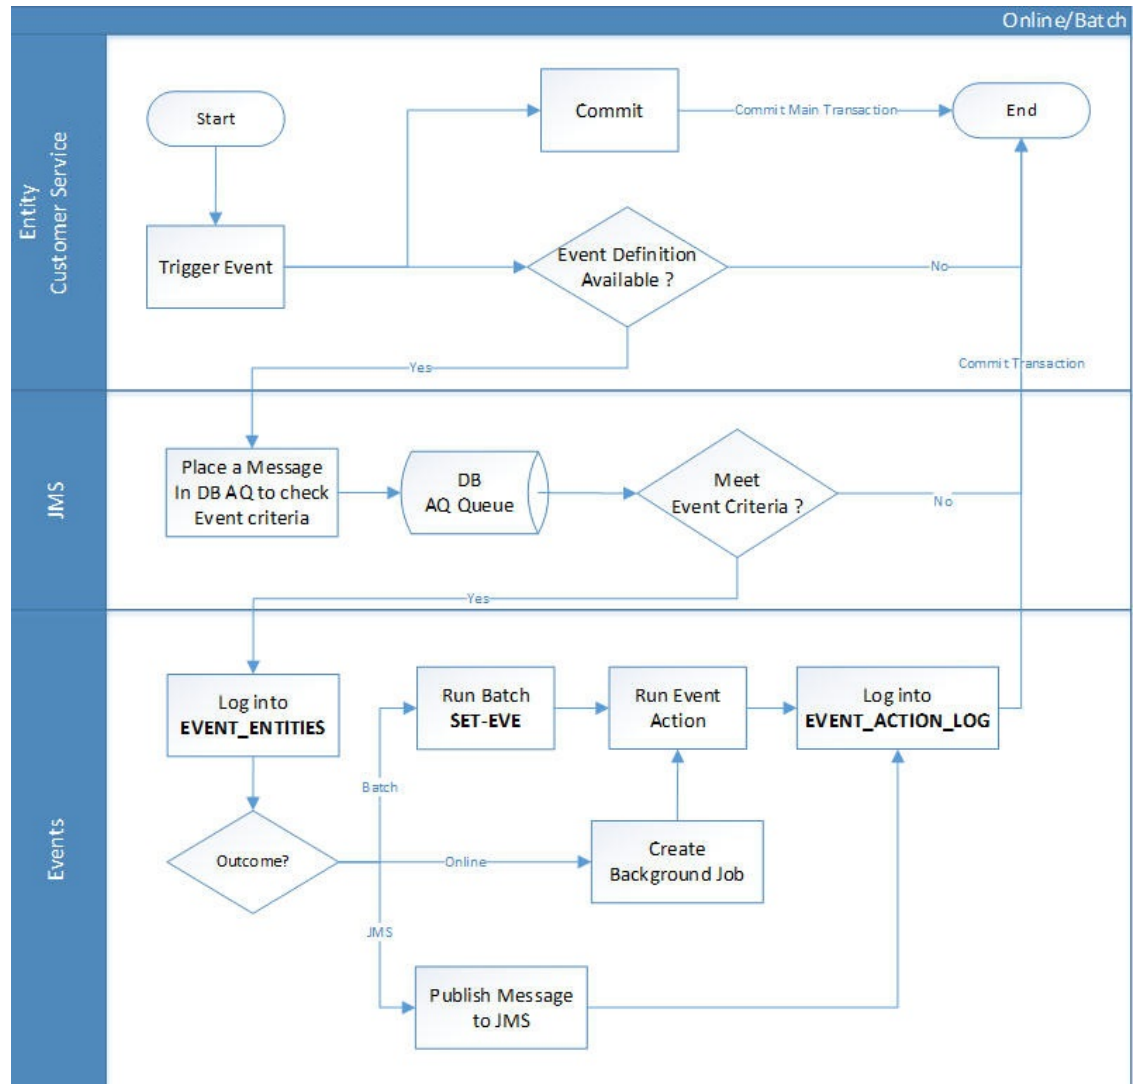 Online/Batch
Entity
Customer Service
Start
Commit
Commit Main Transaction
End
Trigger Event
Event Definition
Available ?
No
Yes
Commit Transaction
JMS
Place a Message
In DB AQ to check
Event criteria
DB
AQ Queue
Meet
Event Criteria ?
No
Yes
Events
Log into
EVENT_ENTITIES
Run Batch
SET-EVE
Run Event
Action
Log into
EVENT_ACTION_LOG
Batch
Outcome?
Online
Create
Background Job
JMS
Publish Message
to JMS